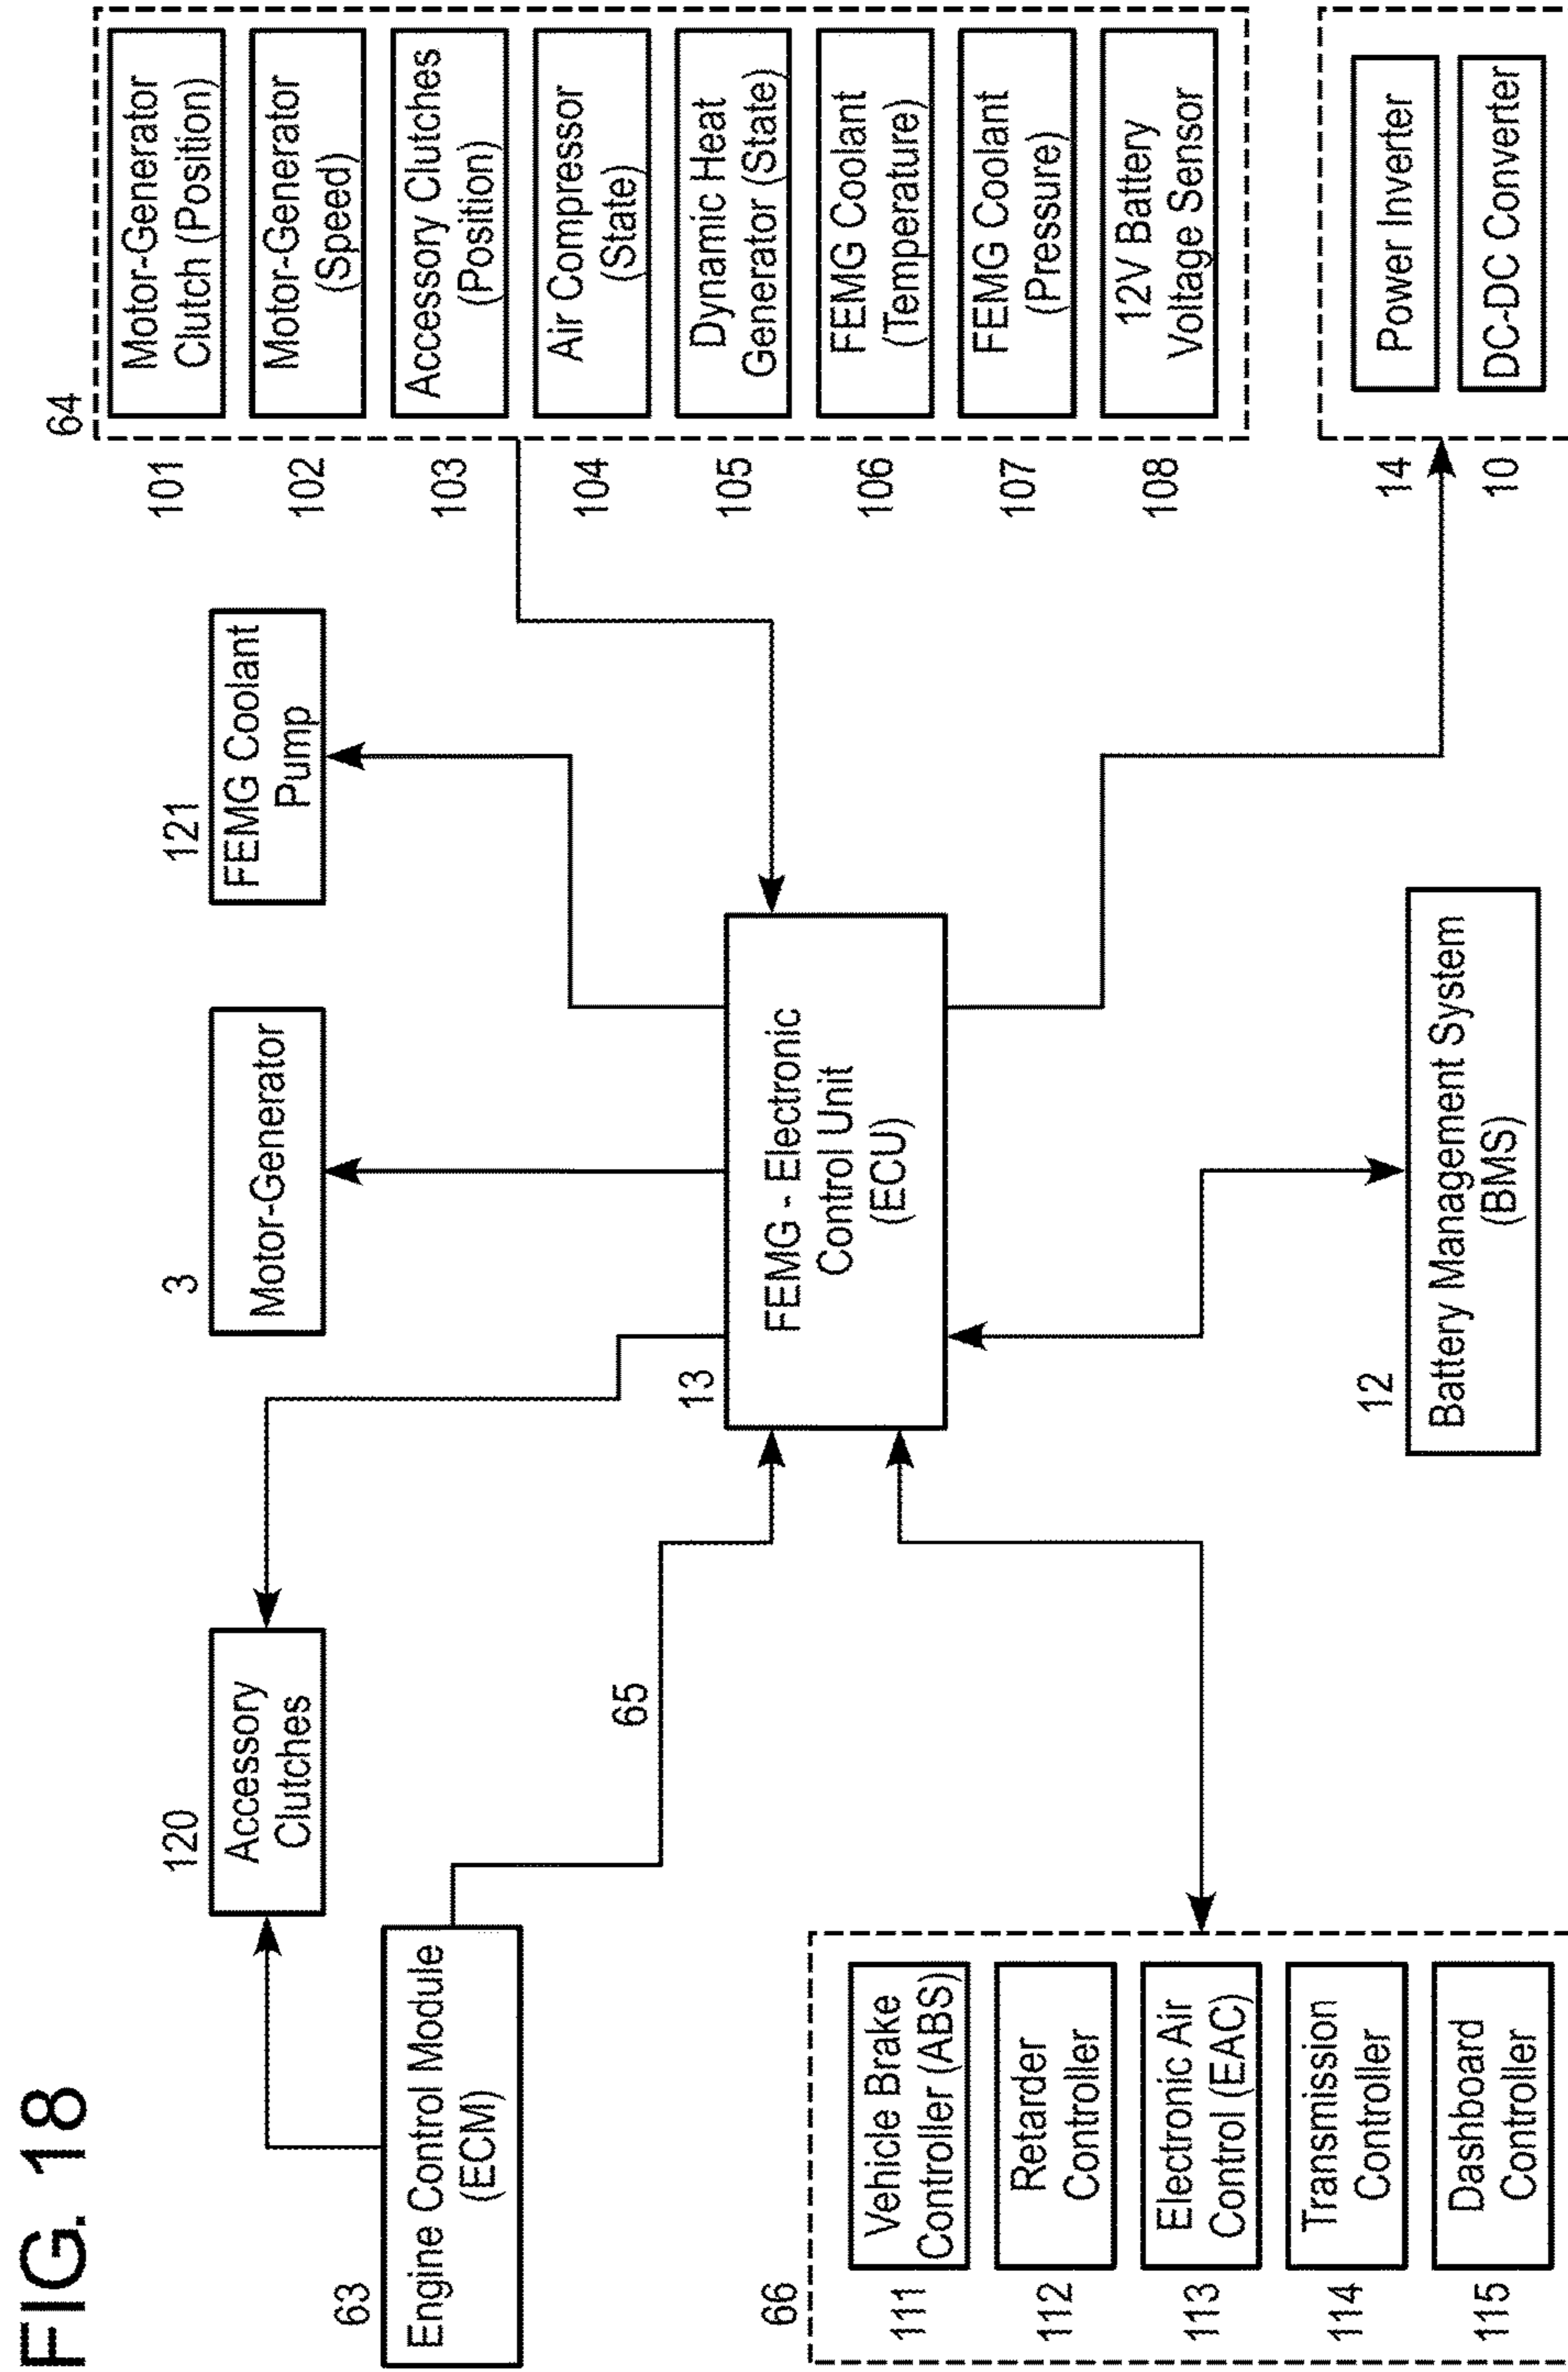 FIG. 18
120
Accessory
Clutches
3
Motor-Generator
121
FEMG Coolant
Pump
63
Engine Control Module
(ECM)
65
13
FEMG - Electronic
Control Unit
(ECU)
64
101
Motor-Generator
Clutch (Position)
102
Motor-Generator
(Speed)
103
Accessory Clutches
(Position)
104
Air Compressor
(State)
105
Dynamic Heat
Generator (State)
106
FEMG Coolant
(Temperature)
107
FEMG Coolant
(Pressure)
108
12V Battery
Voltage Sensor
66
111
Vehicle Brake
Controller (ABS)
112
Retarder
Controller
113
Electronic Air
Control (EAC)
114
Transmission
Controller
115
Dashboard
Controller
12
Battery Management System
(BMS)
14
Power Inverter
10
DC-DC Converter